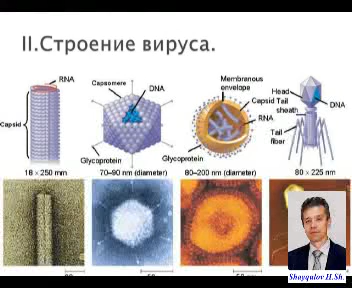 II.Строение вируса.
RNA
Capsomere
DNA
Capsid
Glycoprotein
18 × 250 mm
70–90 nm (diameter)
Membranous
envelope
Capsid
RNA
Glycoprotein
80–200 nm (diameter)
Head
DNA
Tail
sheath
Tail
fiber
80 × 225 nm
Shoyqulov H.Sh.